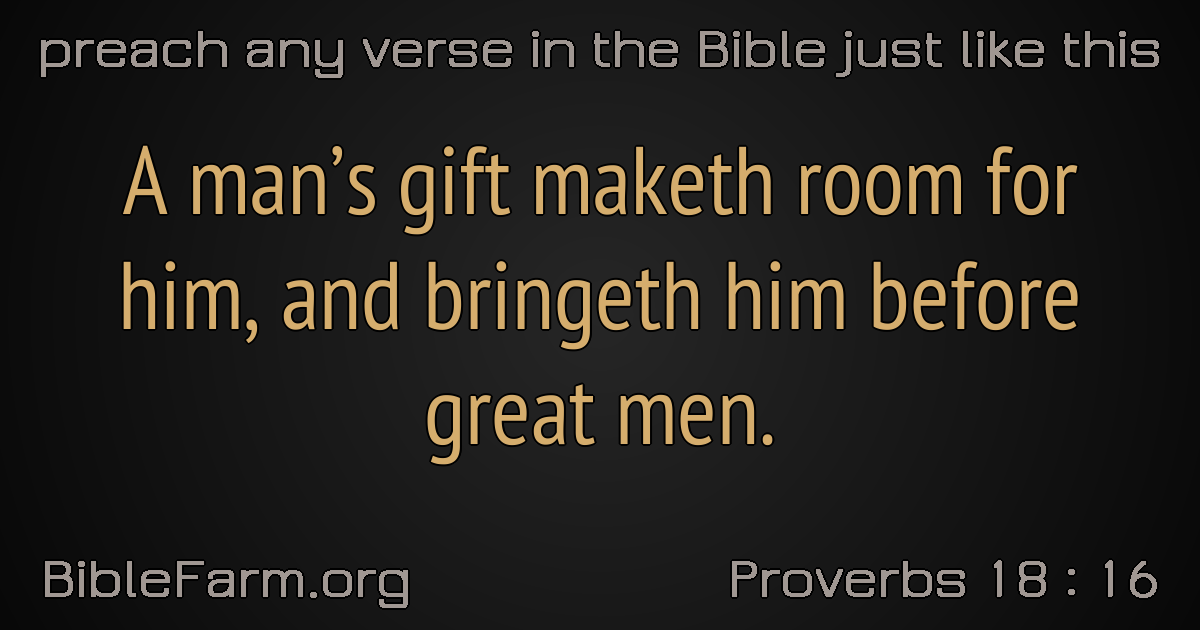 preach any verse in the Bible just like this
A man’s gift maketh room for
him, and bringeth him before
great men.
BibleFarm.org
Proverbs 18 : 16